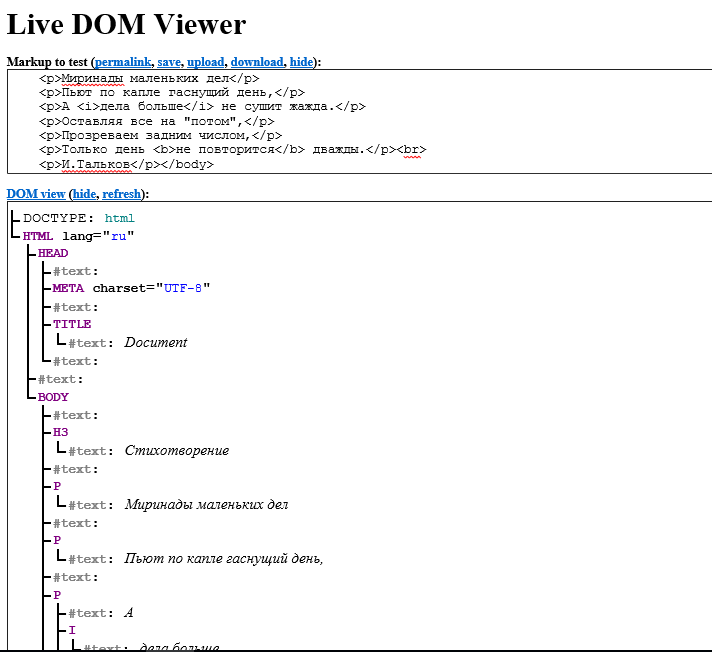 Live DOM Viewer
Markup to test (permalink, save, upload, download, hide):
<p>Миринады маленьких дел</p>
<p>Пьют по капле гаснущий день,</p>
<p>А <i>дела больше</i> не сушит жажда.</p>
<p>Оставляя все на "потом",</p>
<p>Прозреваем задним числом,</p>
<p>Только день <b>не повторится</b> дважды.</p><br>
<p>И.Тальков</p></body>
DOM view (hide, refresh):
DOCTYPE: html
HTML lang="ru"
HEAD
#text:
META charset="UTF-8"
#text:
TITLE
#text: Document
#text:
#text:
BODY
#text:
H3
#text: Стихотворение
#text:
P
#text: Миринады маленьких дел
#text:
P
#text: Пьют по капле гаснущий день,
#text:
P
#text: А
I
#text: дела больше